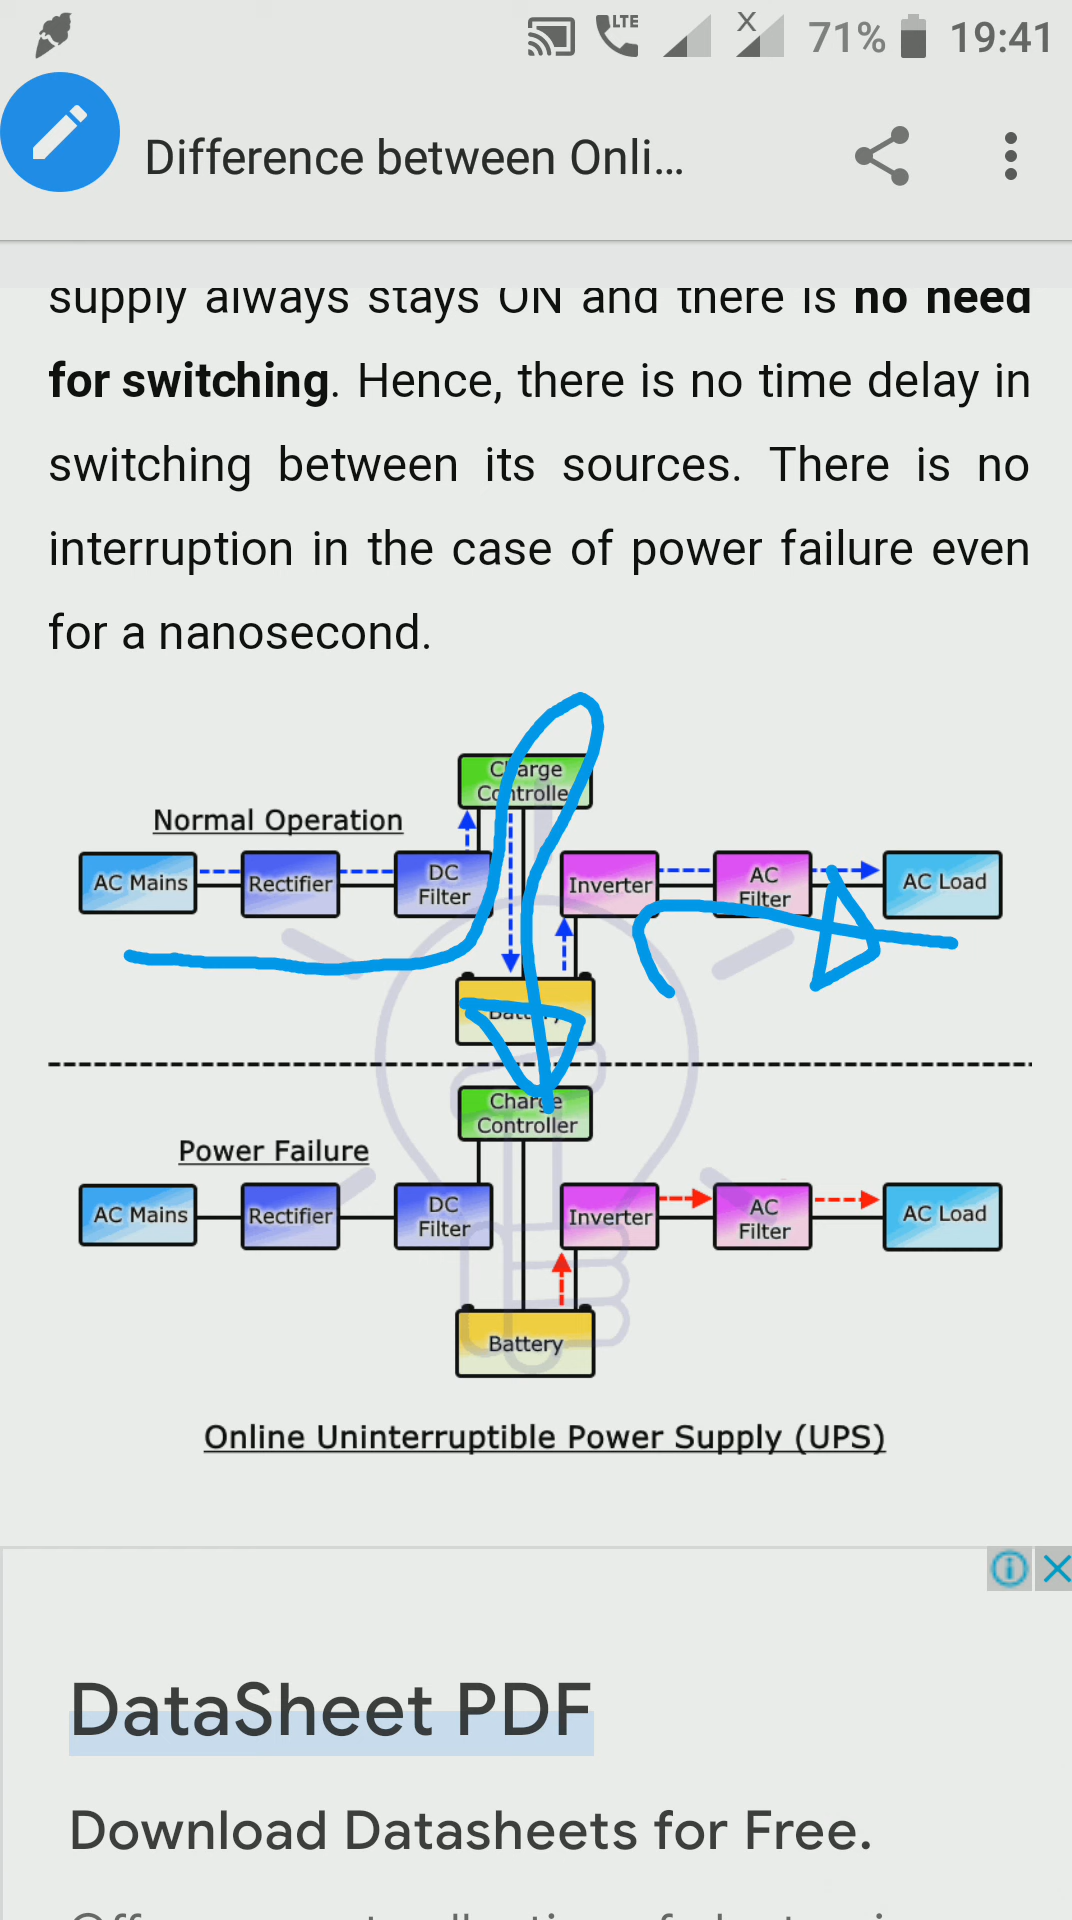 LTE
X
71%
19:41
Difference between Onli...
supply always stays ON and there is no need
for switching. Hence, there is no time delay in
switching between its sources. There is no
interruption in the case of power failure even
for a nanosecond.
Charge
Controller
Normal Operation
AC Mains
Rectifier
DC
Filter
Inverter
AC
Filter
AC Load
Battery
Charge
Controller
Power Failure
AC Mains
Rectifier
DC
Filter
Inverter
AC
Filter
AC Load
Battery
Online Uninterruptible Power Supply (UPS)
DataSheet PDF
Download Datasheets for Free.